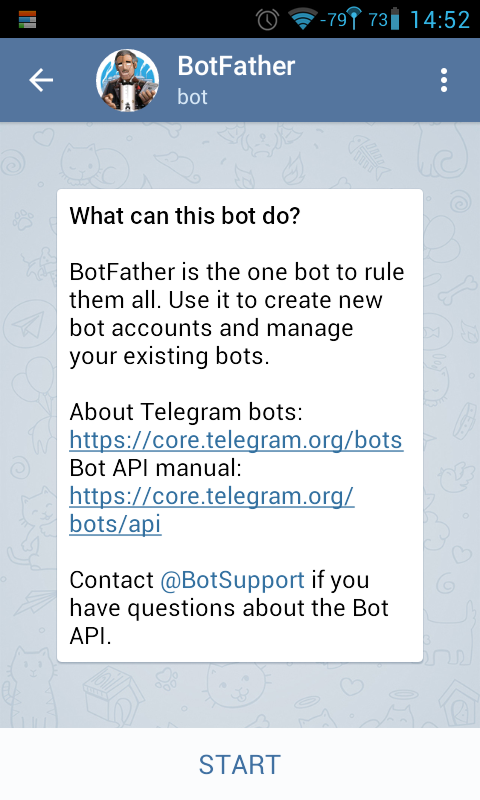 -79 73 14:52
BotFather
bot
What can this bot do?
BotFather is the one bot to rule
them all. Use it to create new
bot accounts and manage
your existing bots.
About Telegram bots:
https://core.telegram.org/bots
Bot API manual:
https://core.telegram.org/
bots/api
Contact @BotSupport if you
have questions about the Bot
API.
START